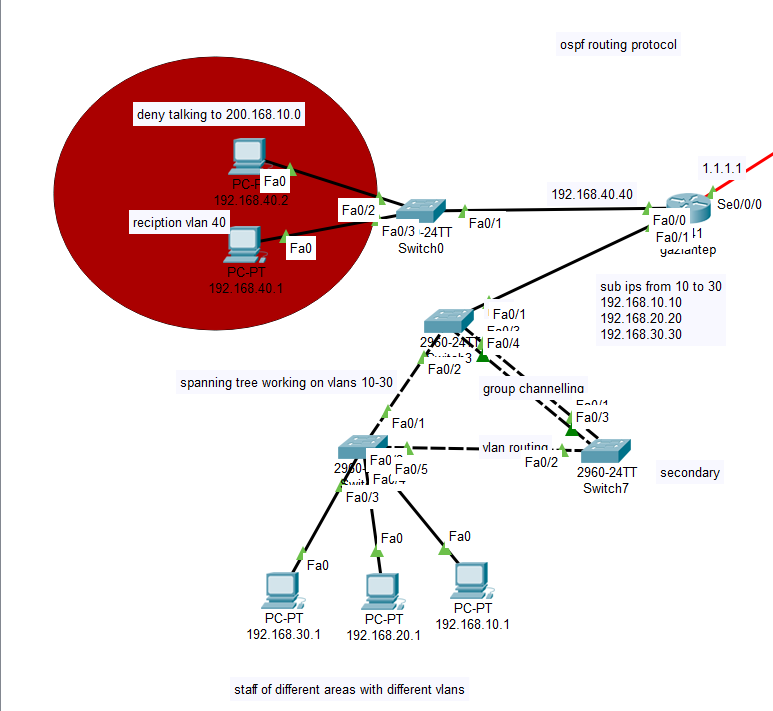 ospf routing protocol
deny talking to 200.168.10.0
1.1.1.1
Fa0
192.168.40.2
192.168.40.40
Se0/0/0
Fa0/2
reciption vlan 40
Fa0/3
-24TT
Fa0/1
Fa0/0
Switch0
Fa0/1
Fa0
gaziantep
PC-PT
192.168.40.1
sub ips from 10 to 30
192.168.10.10
192.168.20.20
192.168.30.30
Fa0/1
2960-24TT
Fa0/4
Fa0/2
spanning tree working on vlans 10-30
group channelling
Fa0/3
Fa0/1
vlan routing
Fa0/5
Fa0/2
2960-24TT
Switch7
secondary
Fa0/3
Fa0
Fa0
Fa0
PC-PT
192.168.30.1
PC-PT
192.168.20.1
PC-PT
192.168.10.1
staff of different areas with different vlans